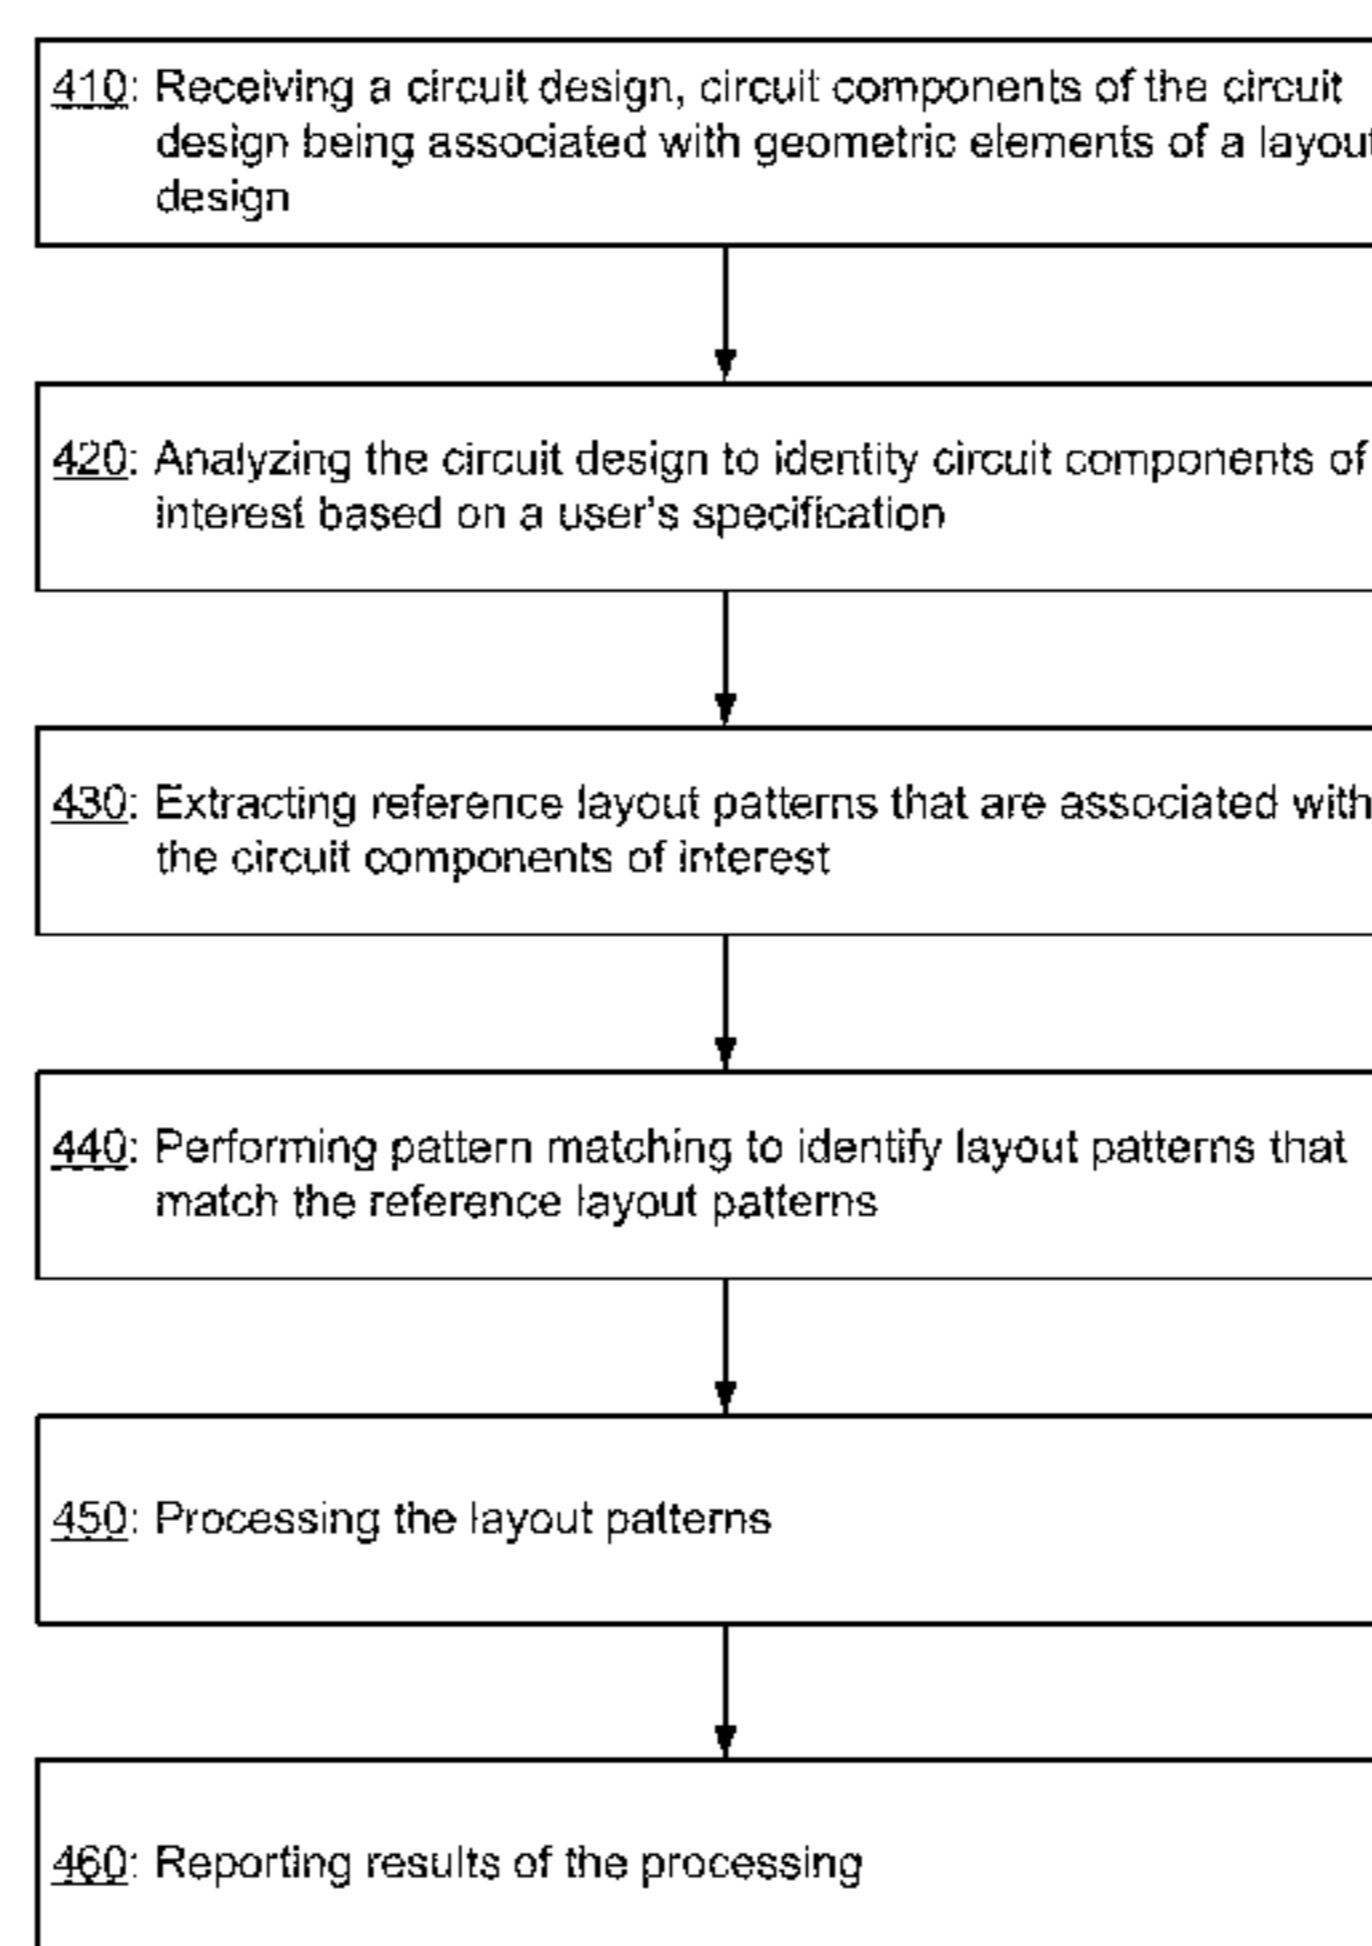 410: Receiving a circuit design, circuit components of the circuit
design being associated with geometric elements of a layout
design
420: Analyzing the circuit design to identity circuit components of
interest based on a user's specification
430: Extracting reference layout patterns that are associated with
the circuit components of interest
440: Performing pattern matching to identify layout patterns that
match the reference layout patterns
450: Processing the layout patterns
460: Reporting results of the processing